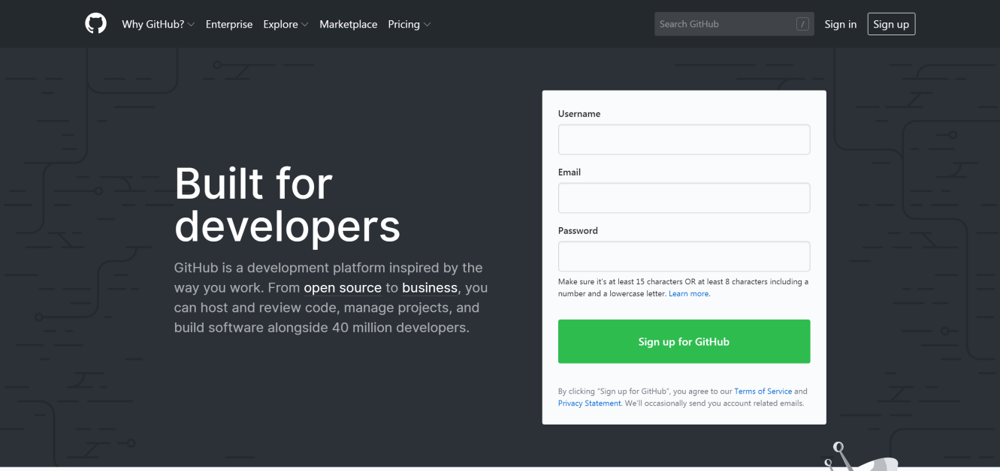 Why GitHub? Enterprise Explore Marketplace Pricing Search GitHub / Sign in Sign up
Built for
developers
GitHub is a development platform inspired by the
way you work. From open source to business, you
can host and review code, manage projects, and
build software alongside 40 million developers.
Username
Email
Password
Make sure it's at least 15 characters OR at least 8 characters including a
number and a lowercase letter. Learn more.
Sign up for GitHub
By clicking “Sign up for GitHub”, you agree to our Terms of Service and
Privacy Statement. We’ll occasionally send you account related emails.